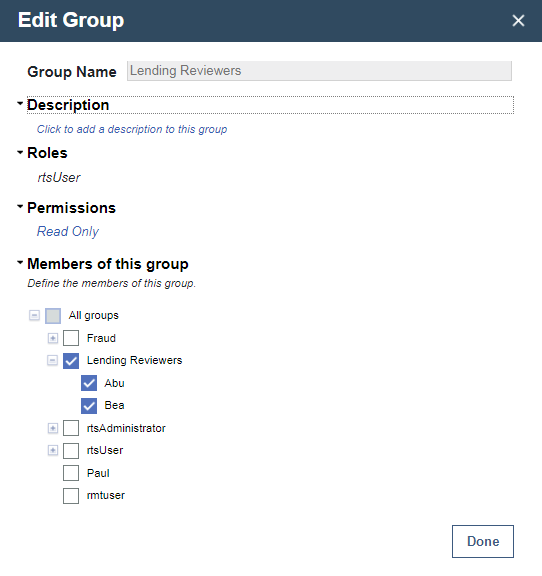 Edit Group
Group Name Lending Reviewers
Description
Click to add a description to this group
Roles
rtsUser
Permissions
Read Only
Members of this group
Define the members of this group.
All groups
Fraud
Lending Reviewers
Abu
Bea
rtsAdministrator
rtsUser
Paul
rmtuser
Done